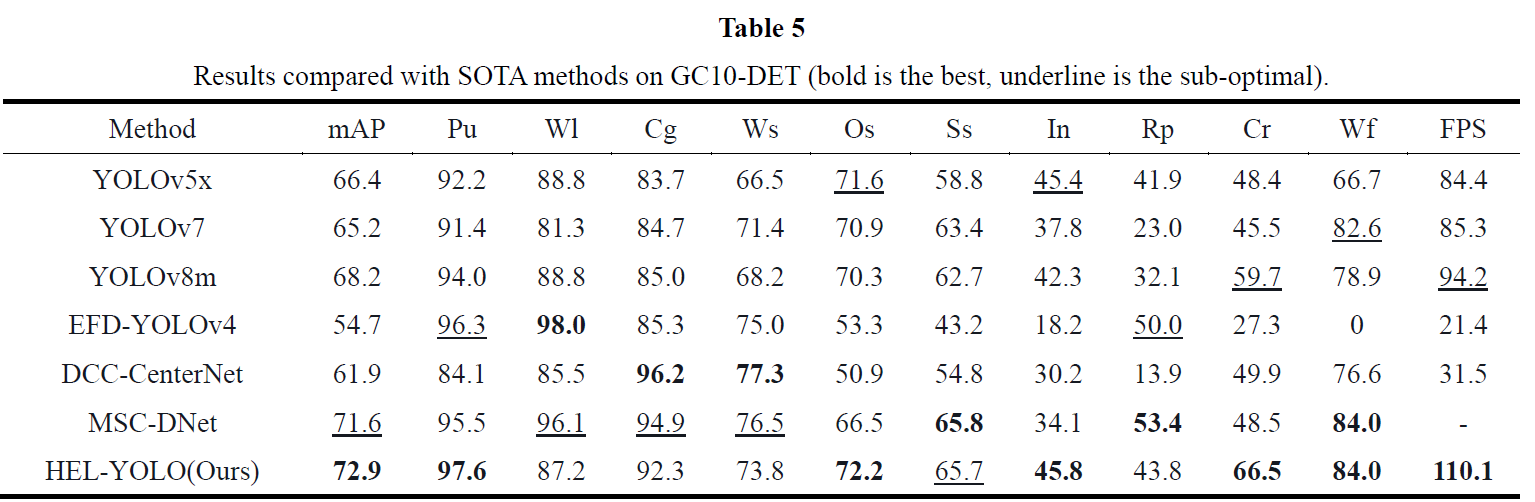 Table 5
Results compared with SOTA methods on GC10-DET (bold is the best, underline is the sub-optimal).
Method mAP Pu Wl Cg Ws Os Ss In Rp Cr Wf FPS
YOLOv5x 66.4 92.2 88.8 83.7 66.5 71.6 58.8 45.4 41.9 48.4 66.7 84.4
YOLOv7 65.2 91.4 81.3 84.7 71.4 70.9 63.4 37.8 23.0 45.5 82.6 85.3
YOLOv8m 68.2 94.0 88.8 85.0 68.2 70.3 62.7 42.3 32.1 59.7 78.9 94.2
EFD-YOLOv4 54.7 96.3 98.0 85.3 75.0 53.3 43.2 18.2 50.0 27.3 0 21.4
DCC-CenterNet 61.9 84.1 85.5 96.2 77.3 50.9 54.8 30.2 13.9 49.9 76.6 31.5
MSC-DNet 71.6 95.5 96.1 94.9 76.5 66.5 65.8 34.1 53.4 48.5 84.0 -
HEL-YOLO(Ours) 72.9 97.6 87.2 92.3 73.8 72.2 65.7 45.8 43.8 66.5 84.0 110.1